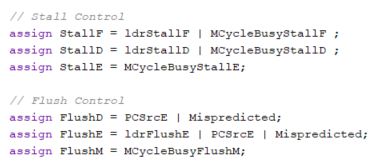 // Stall Control
assign StallF = ldrStallF | MCycleBusyStallF ;
assign StallD = ldrStallD | MCycleBusyStallD ;
assign StallE = MCycleBusyStallE;
// Flush Control
assign FlushD = PCSrcE | Mispredicted;
assign FlushE = ldrFlushE | PCSrcE | Mispredicted;
assign FlushM = MCycleBusyFlushM;